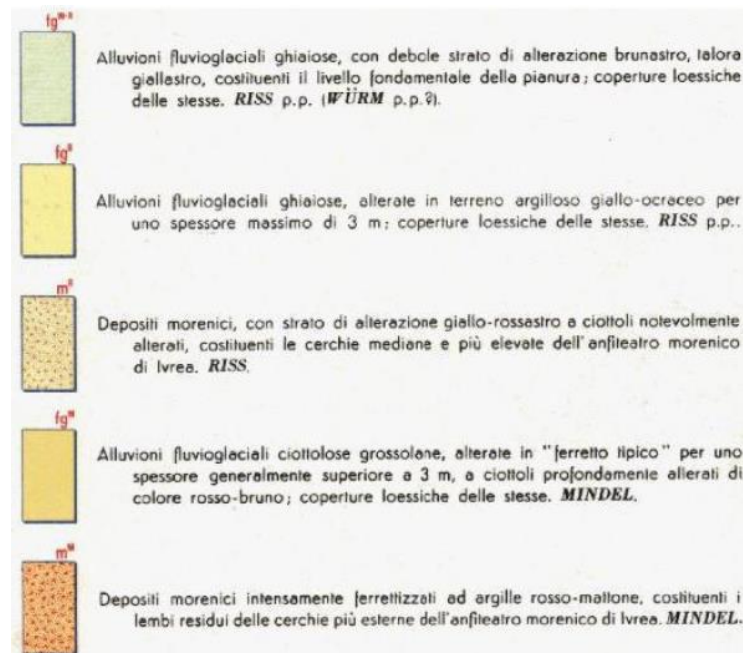 fg^W-R
Alluvioni fluvioglaciali ghiaiose, con debole strato di alterazione brunastro, talora
giallastro, costituenti il livello fondamentale della pianura; coperture loessiche
delle stesse. RISS p.p. (WÜRM p.p.?).
fg^R
Alluvioni fluvioglaciali ghiaiose, alterate in terreno argilloso giallo-ocraceo per
uno spessore massimo di 3 m; coperture loessiche delle stesse. RISS p.p..
m^R
Depositi morenici, con strato di alterazione giallo-rossastro a ciottoli notevolmente
alterati, costituenti le cerchie mediane e più elevate dell'anfiteatro morenico
di Ivrea. RISS.
fg^M
Alluvioni fluvioglaciali ciottolose grossolane, alterate in "ferretto tipico" per uno
spessore generalmente superiore a 3 m, a ciottoli profondamente alterati di
colore rosso-bruno; coperture loessiche delle stesse. MINDEL.
m^M
Depositi morenici intensamente ferrettizzati ad argille rosso-mattone, costituenti i
lembi residui delle cerchie più esterne dell'anfiteatro morenico di Ivrea. MINDEL.